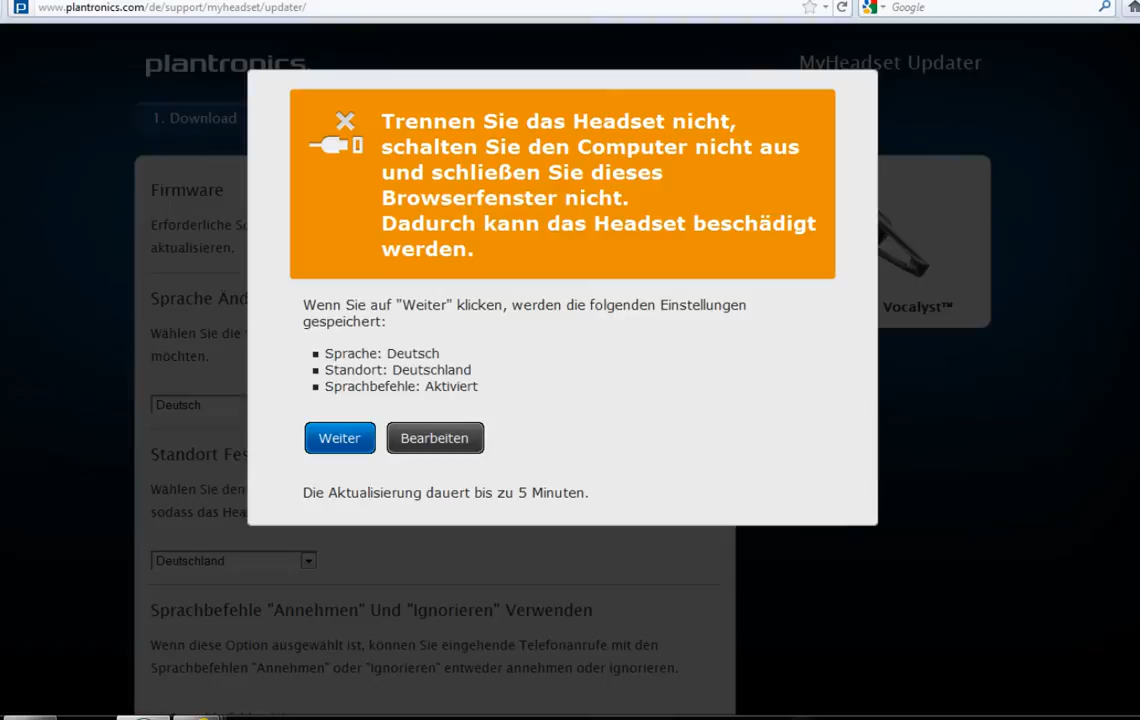 www.plantronics.com/de/support/myheadset/updater/
Google
plantronics.
MyHeadset Updater
1. Download
Trennen Sie das Headset nicht,
schalten Sie den Computer nicht aus
und schließen Sie dieses
Browserfenster nicht.
Dadurch kann das Headset beschädigt
werden.
Wenn Sie auf "Weiter" klicken, werden die folgenden Einstellungen
gespeichert:
Sprache: Deutsch
Standort: Deutschland
Sprachbefehle: Aktiviert
Weiter
Bearbeiten
Die Aktualisierung dauert bis zu 5 Minuten.
Firmware
Erforderliche
aktualisieren.
Sprache
Wählen Sie die
möchten.
Deutsch
Standort
Wählen Sie den
sodass das
Deutschland
Sprachbefehle "Annehmen" Und "Ignorieren" Verwenden
Wenn diese Option ausgewählt ist, können Sie eingehende Telefonanrufe mit den
Sprachbefehlen "Annehmen" oder "Ignorieren" entweder annehmen oder ignorieren.
Vocalyst™